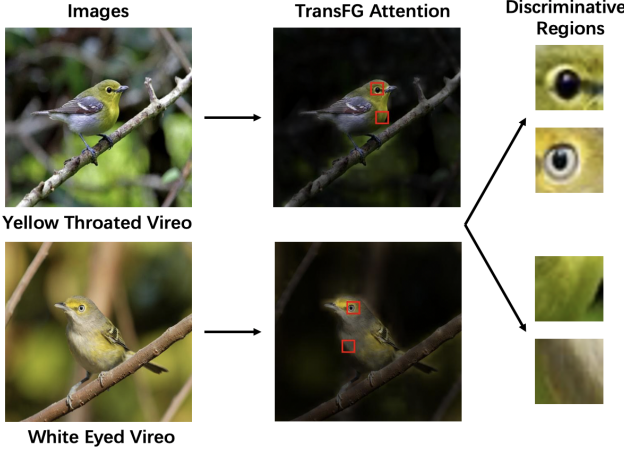 Images
TransFG Attention
Discriminative
Regions
Yellow Throated Vireo
White Eyed Vireo